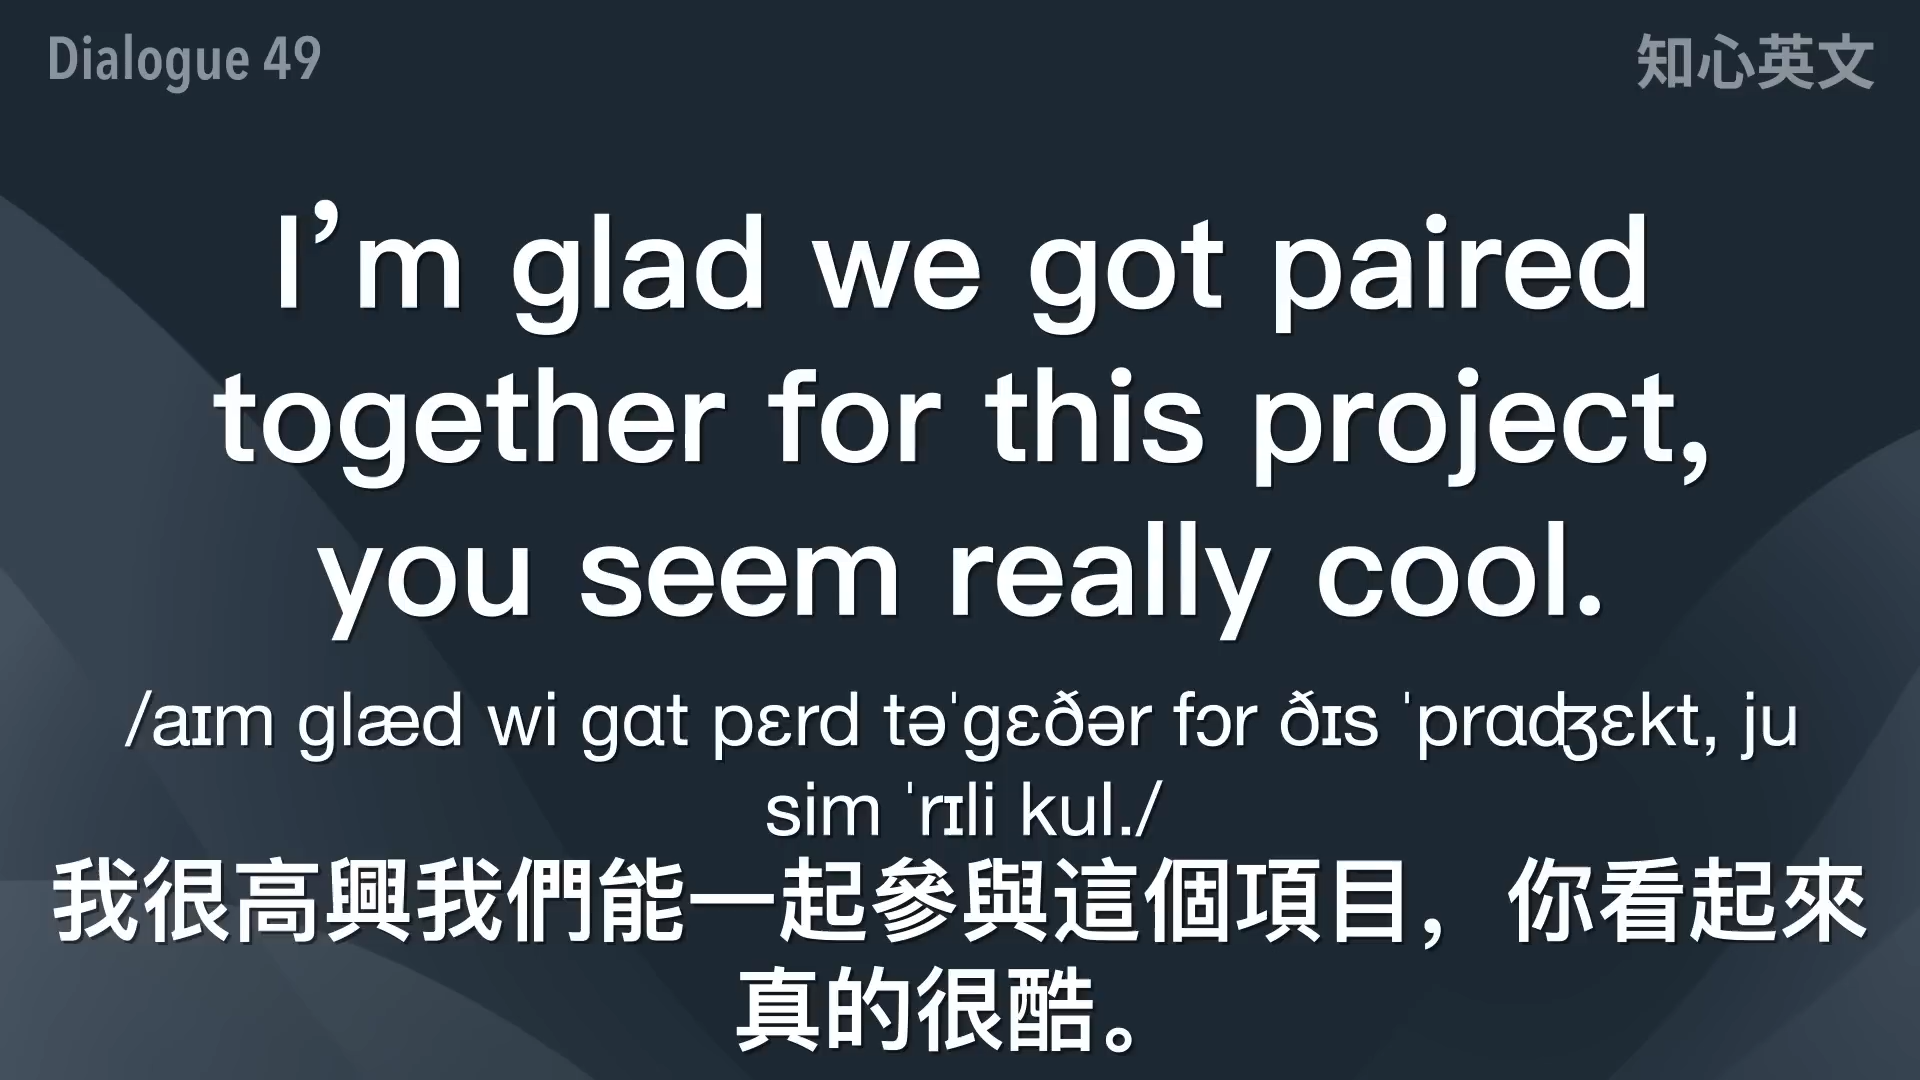 Dialogue 49
知心英文
I’m glad we got paired
together for this project,
you seem really cool.
/aɪm glæd wi gɑt pɛrd təˈgɛðər fɔr ðɪs ˈprɑʤɛkt, ju
sim ˈrɪli kul./
我很高興我們能一起參與這個項目，你看起來
真的很酷。